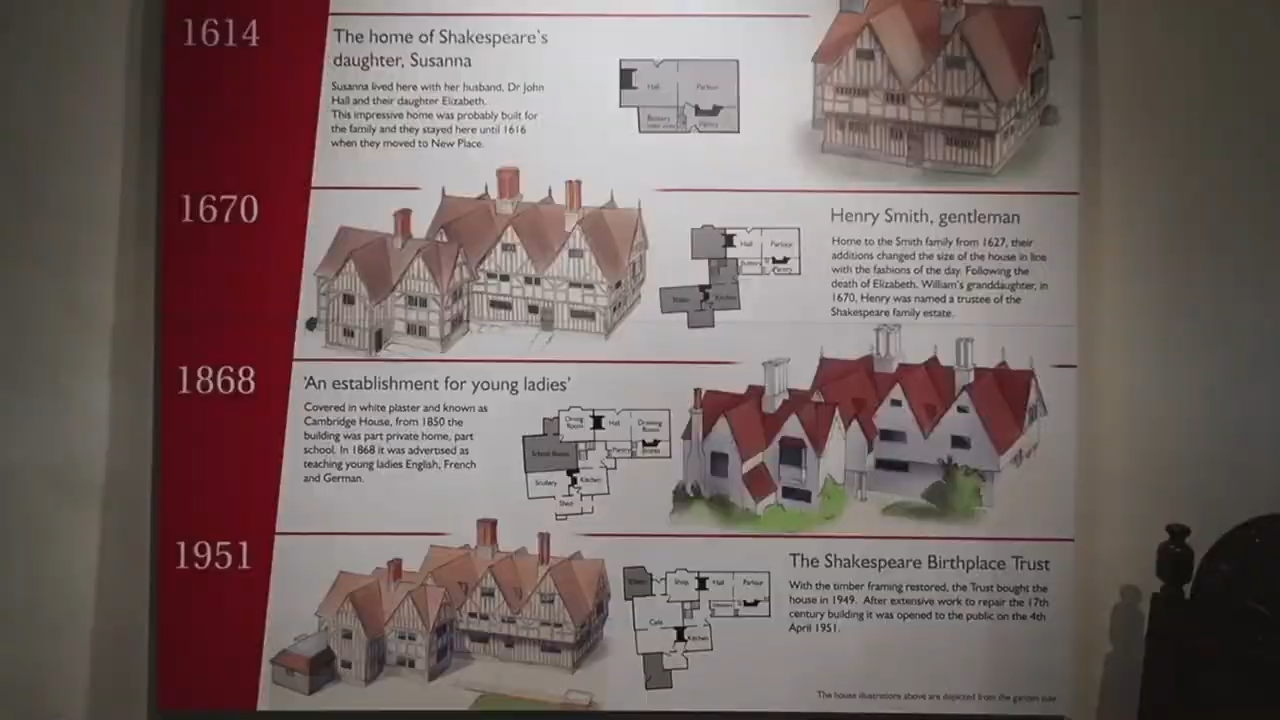 1614
The home of Shakespeare's
daughter, Susanna
Susanna lived here with her husband, Dr John
Hall and their daughter Elizabeth.
This impressive home was probably built for
the family and they stayed here until 1616
when they moved to New Place.
Hall
Parlour
Buttery
Pantry
1670
Henry Smith, gentleman
Home to the Smith family from 1627, their
additions changed the size of the house in line
with the fashions of the day. Following the
death of Elizabeth, William's granddaughter, in
1670, Henry was named a trustee of the
Shakespeare family estate.
Hall
Parlour
Buttery
Pantry
Kitchen
1868
'An establishment for young ladies'
Covered in white plaster and known as
Cambridge House, from 1850 the
building was part private home, part
school. In 1868 it was advertised as
teaching young ladies English, French
and German.
Dining
Room
Hall
Drawing
Room
School Room
Pantry
Scullery
Kitchen
Shed
1951
The Shakespeare Birthplace Trust
With the timber framing restored, the Trust bought the
house in 1949. After extensive work to repair the 17th
century building it was opened to the public on the 4th
April 1951.
Shop
Hall
Parlour
Cafe
Kitchen
The house illustrations above are depicted from the garden side